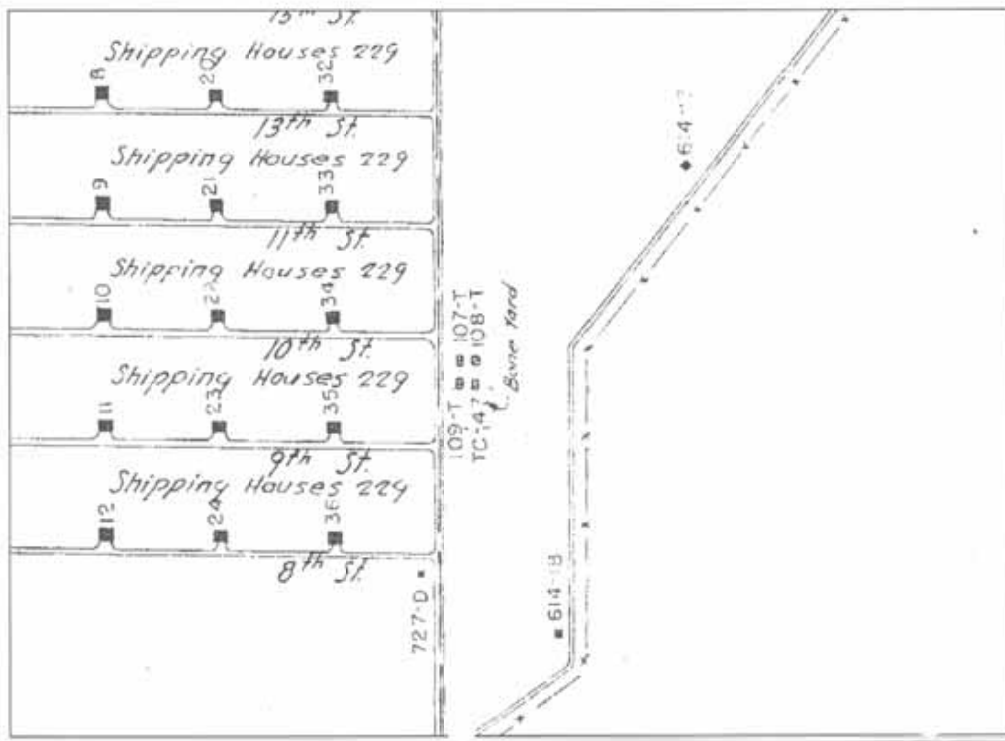 15th St.
Shipping Houses 229
8 20 32
13th St.
Shipping Houses 229
9 21 33
11th St.
Shipping Houses 229
10 22 34
10th St.
Shipping Houses 229
11 23 35
9th St.
Shipping Houses 229
12 24 36
8th St.
727-D
109-T 107-T
TC-47 108-T
Bone Yard
614-18